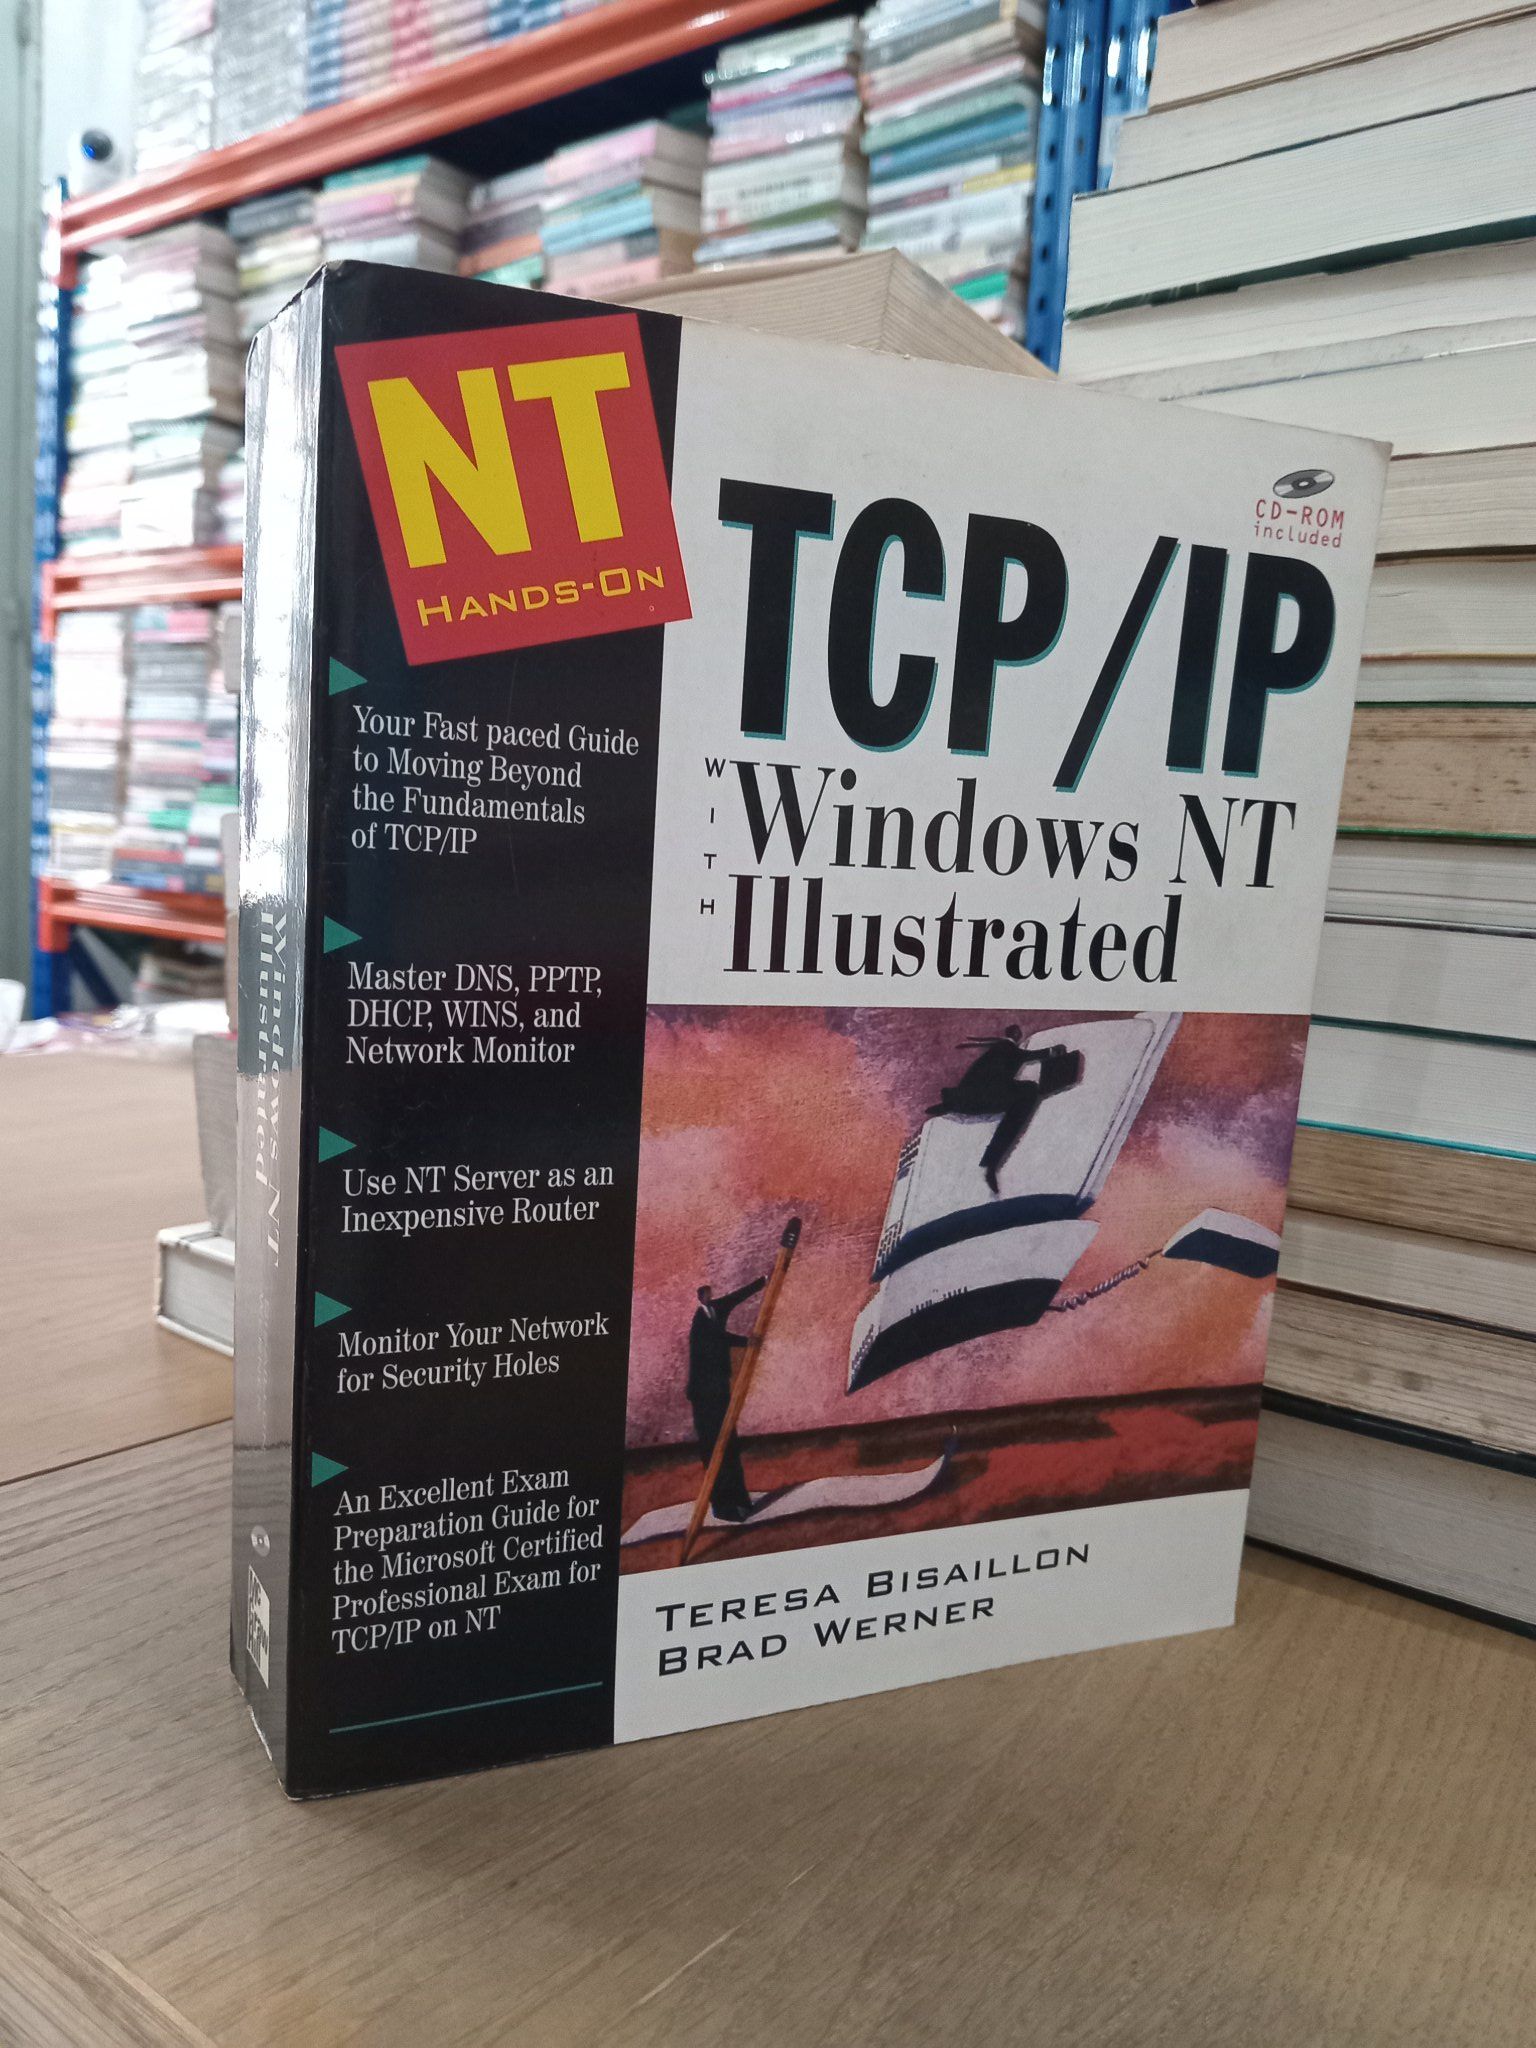 NT
HANDS-ON
Your Fast paced Guide
to Moving Beyond
the Fundamentals
of TCP/IP
Master DNS, PPTP,
DHCP, WINS, and
Network Monitor
Use NT Server as an
Inexpensive Router
Monitor Your Network
for Security Holes
An Excellent Exam
Preparation Guide for
the Microsoft Certified
Professional Exam for
TCP/IP on NT
CD-ROM
included
TCP/IP
WITH
Windows NT
Illustrated
TERESA BISAILLON
BRAD WERNER
Windows NT
Illustrated